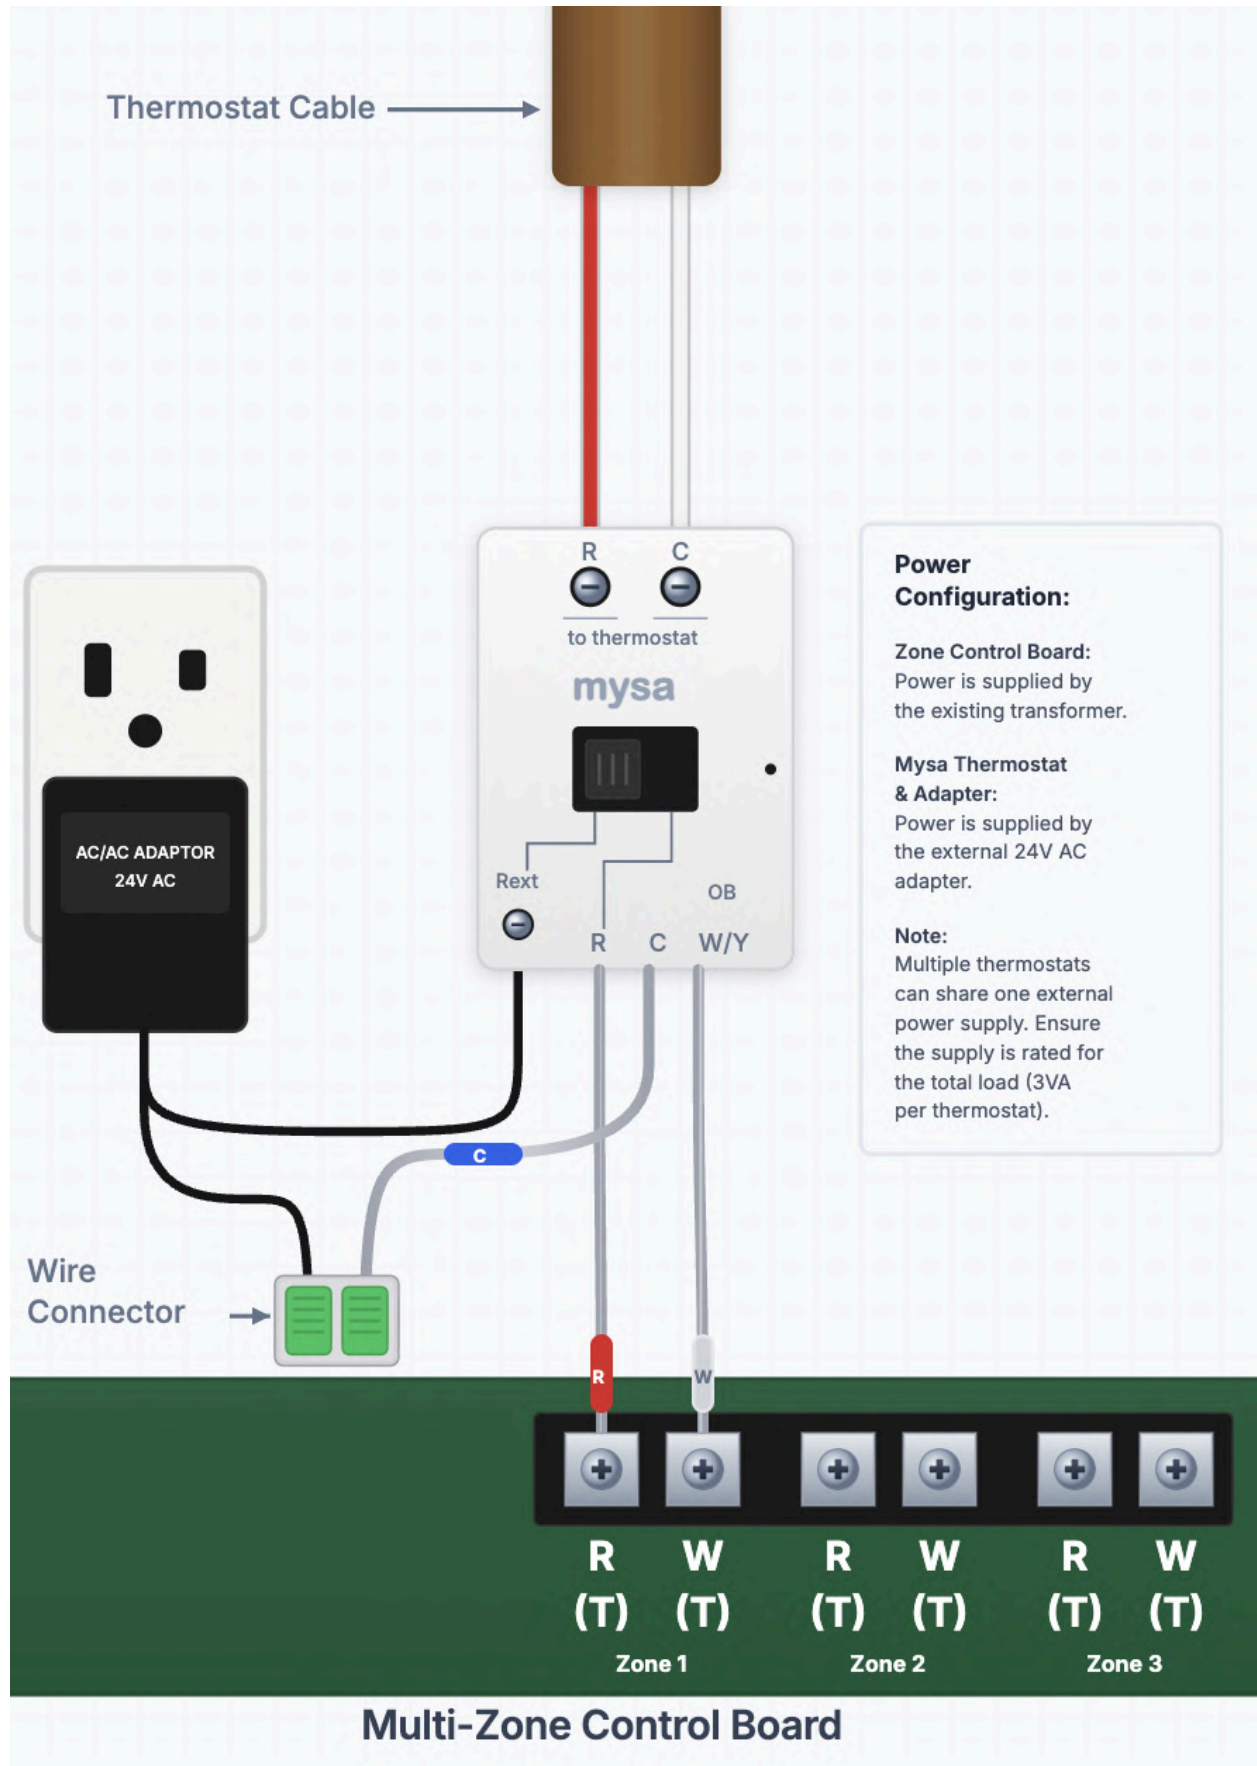 Thermostat Cable
R C
to thermostat
mysa
Rext
OB
R C W/Y
AC/AC ADAPTOR
24V AC
Power
Configuration:
Zone Control Board:
Power is supplied by
the existing transformer.
Mysa Thermostat
& Adapter:
Power is supplied by
the external 24V AC
adapter.
Note:
Multiple thermostats
can share one external
power supply. Ensure
the supply is rated for
the total load (3VA
per thermostat).
C
Wire
Connector
R W
R W R W R W
(T) (T) (T) (T) (T) (T)
Zone 1 Zone 2 Zone 3
Multi-Zone Control Board